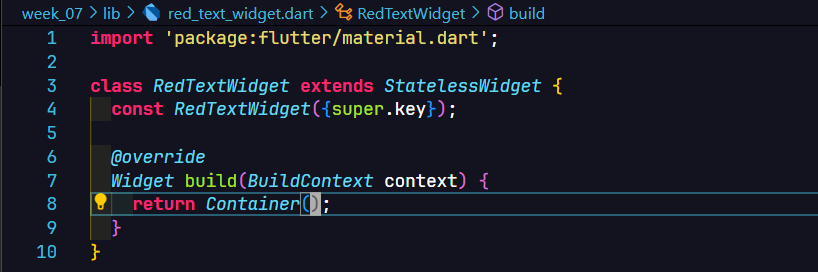 week_07 > lib > red_text_widget.dart > RedTextWidget > build
1 import 'package:flutter/material.dart';
2
3 class RedTextWidget extends StatelessWidget {
4   const RedTextWidget({super.key});
5
6   @override
7   Widget build(BuildContext context) {
8     return Container();
9   }
10 }